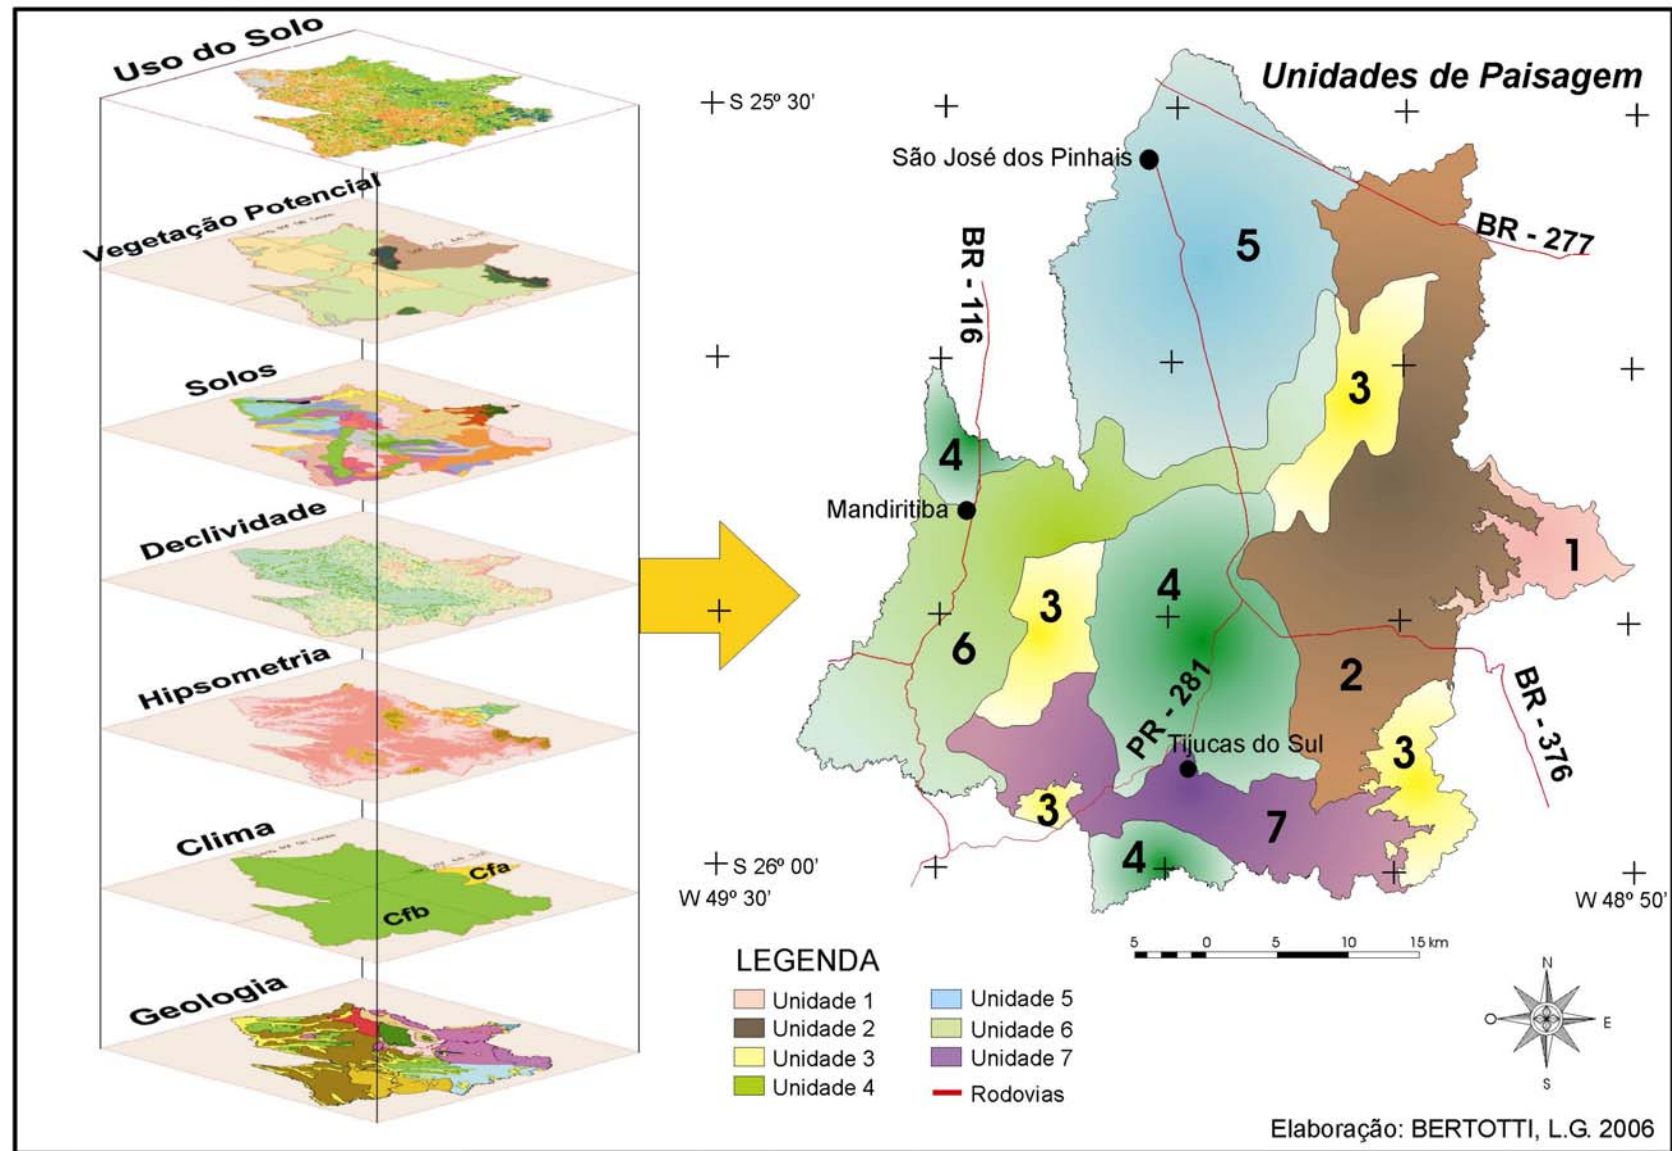 Uso do Solo
Vegetação Potencial
Solos
Declividade
Hipsometria
Clima
Cfa
Cfb
Geologia
Unidades de Paisagem
S 25º 30'
São José dos Pinhais
BR - 277
BR - 116
5
3
4
Mandiritiba
1
4
3
6
2
PR - 281
BR - 376
Tijucas do Sul
3
3
7
4
S 26º 00'
W 49º 30'
W 48º 50'
5 0 5 10 15 km
LEGENDA
Unidade 1
Unidade 2
Unidade 3
Unidade 4
Unidade 5
Unidade 6
Unidade 7
Rodovias
N
O
E
S
Elaboração: BERTOTTI, L.G. 2006